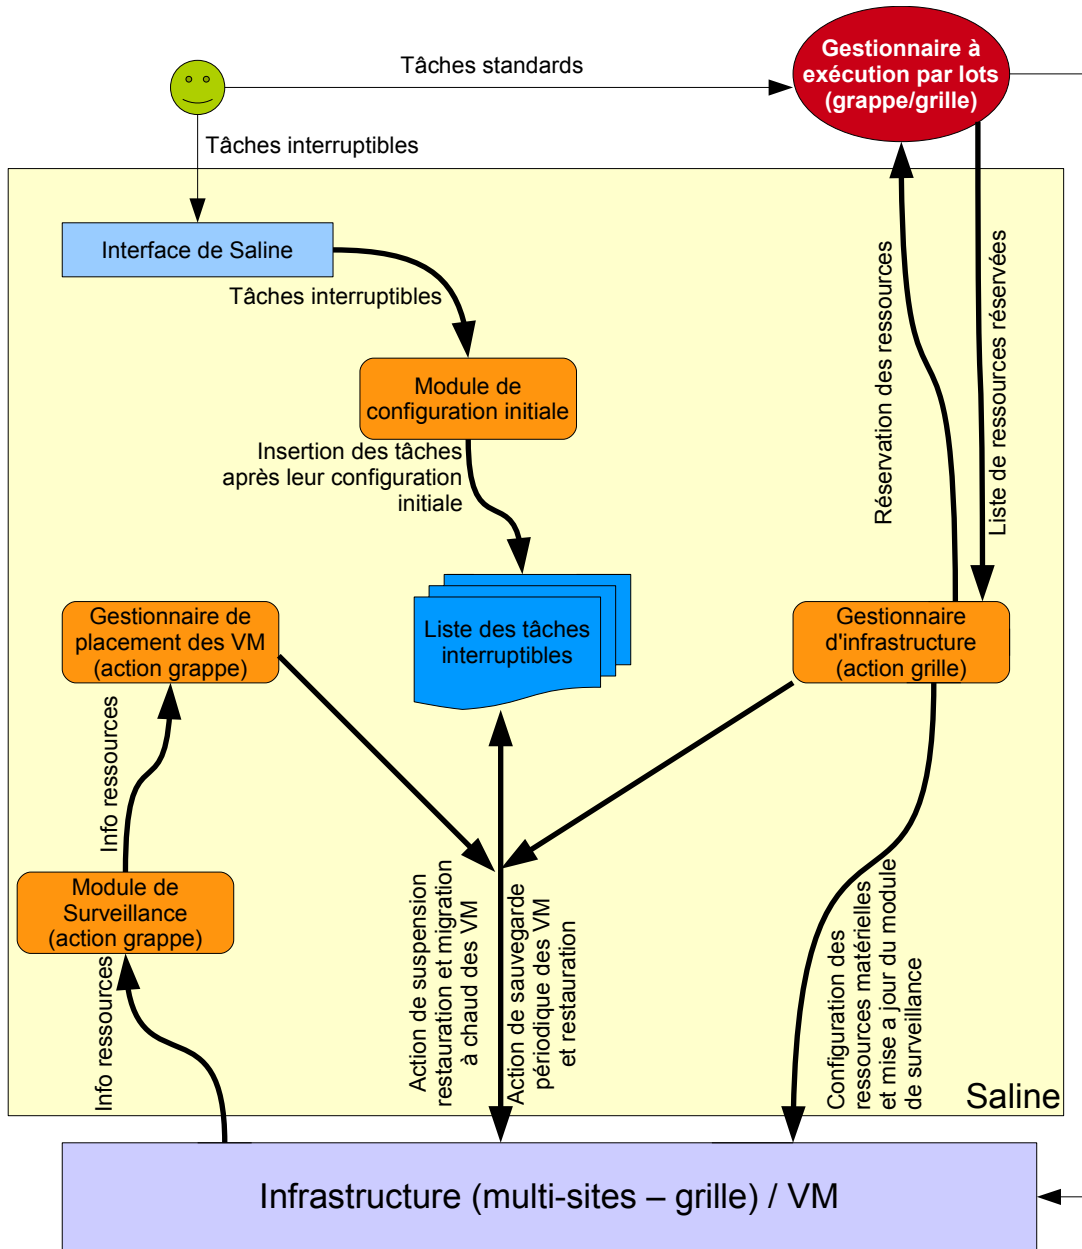 Gestionnaire à
exécution par lots
(grappe/grille)
Tâches standards
Tâches interruptibles
Interface de Saline
Tâches interruptibles
Module de
configuration initiale
Insertion des tâches
après leur configuration
initiale
Réservation des ressources
Liste de ressources réservées
Gestionnaire de
placement des VM
(action grappe)
Liste des tâches
interruptibles
Gestionnaire
d'infrastructure
(action grille)
Info ressources
Module de
Surveillance
(action grappe)
Info ressources
Action de suspension
restauration et migration
à chaud des VM
Action de sauvegarde
périodique des VM
et restauration
Configuration des
ressources matérielles
et mise a jour du module
de surveillance
Saline
Infrastructure (multi-sites – grille) / VM